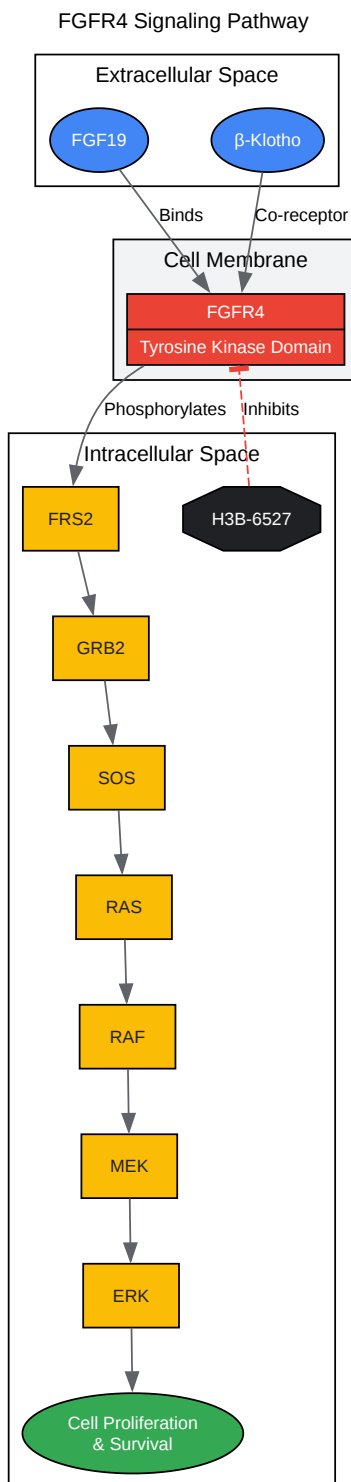 FGFR4 Signaling Pathway
Extracellular Space
FGF19
β-Klotho
Binds
Co-receptor
Cell Membrane
FGFR4
Tyrosine Kinase Domain
Phosphorylates
Inhibits
Intracellular Space
FRS2
H3B-6527
GRB2
SOS
RAS
RAF
MEK
ERK
Cell Proliferation
& Survival